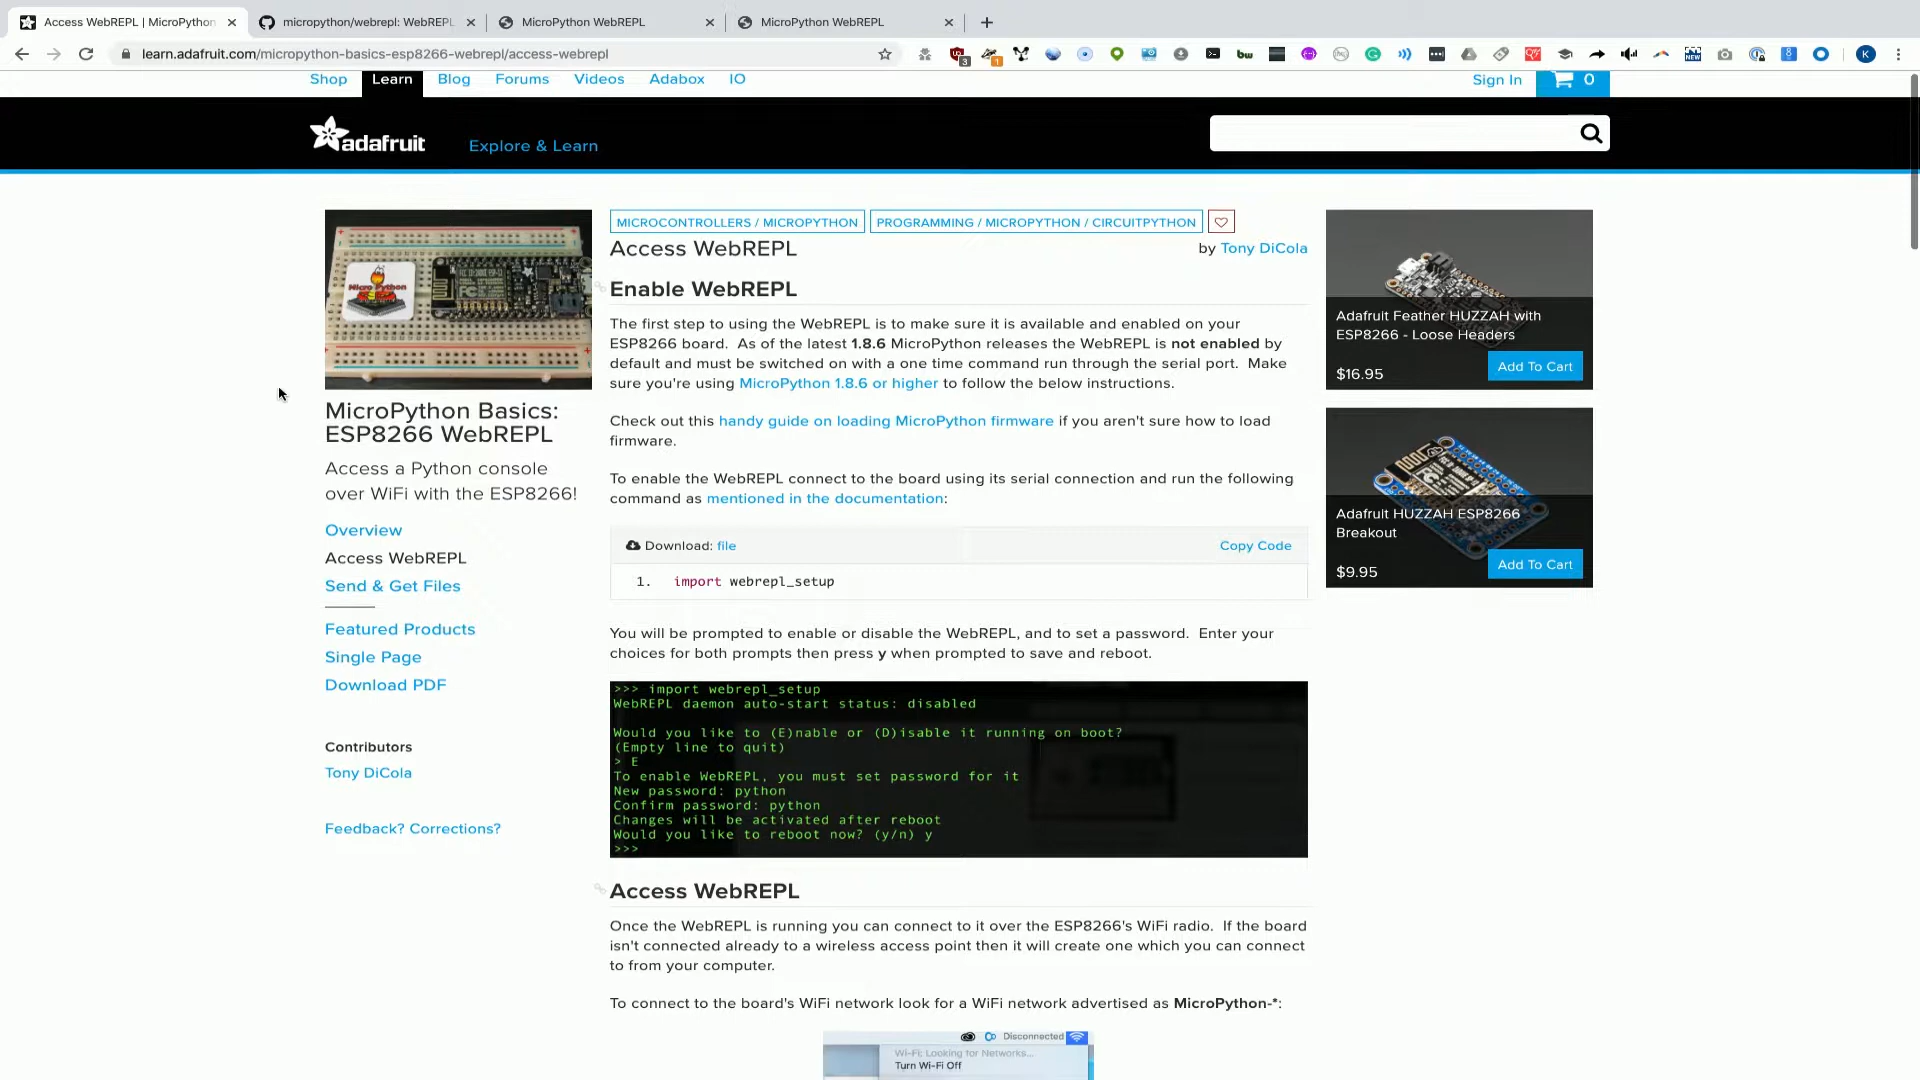 Access WebREPL | MicroPython
micropython/webrepl: WebREPL
MicroPython WebREPL
MicroPython WebREPL
learn.adafruit.com/micropython-basics-esp8266-webrepl/access-webrepl
Shop Learn Blog Forums Videos Adabox IO
Sign In 0
adafruit
Explore & Learn
Micro Python
MicroPython Basics:
ESP8266 WebREPL
Access a Python console
over WiFi with the ESP8266!
Overview
Access WebREPL
Send & Get Files
Featured Products
Single Page
Download PDF
Contributors
Tony DiCola
Feedback? Corrections?
MICROCONTROLLERS / MICROPYTHON
PROGRAMMING / MICROPYTHON / CIRCUITPYTHON
Access WebREPL
by Tony DiCola
Enable WebREPL
The first step to using the WebREPL is to make sure it is available and enabled on your
ESP8266 board. As of the latest 1.8.6 MicroPython releases the WebREPL is not enabled by
default and must be switched on with a one time command run through the serial port. Make
sure you're using MicroPython 1.8.6 or higher to follow the below instructions.
Check out this handy guide on loading MicroPython firmware if you aren't sure how to load
firmware.
To enable the WebREPL connect to the board using its serial connection and run the following
command as mentioned in the documentation:
Download: file
Copy Code
1. import webrepl_setup
You will be prompted to enable or disable the WebREPL, and to set a password. Enter your
choices for both prompts then press y when prompted to save and reboot.
>>> import webrepl_setup
WebREPL daemon auto-start status: disabled
Would you like to (E)nable or (D)isable it running on boot?
(Empty line to quit)
> E
To enable WebREPL, you must set password for it
New password: python
Confirm password: python
Changes will be activated after reboot
Would you like to reboot now? (y/n) y
>>>
Access WebREPL
Once the WebREPL is running you can connect to it over the ESP8266's WiFi radio. If the board
isn't connected already to a wireless access point then it will create one which you can connect
to from your computer.
To connect to the board's WiFi network look for a WiFi network advertised as MicroPython-*:
Disconnected
Wi-Fi: Looking for Networks...
Turn Wi-Fi Off
Adafruit Feather HUZZAH with
ESP8266 - Loose Headers
$16.95
Add To Cart
Adafruit HUZZAH ESP8266
Breakout
$9.95
Add To Cart